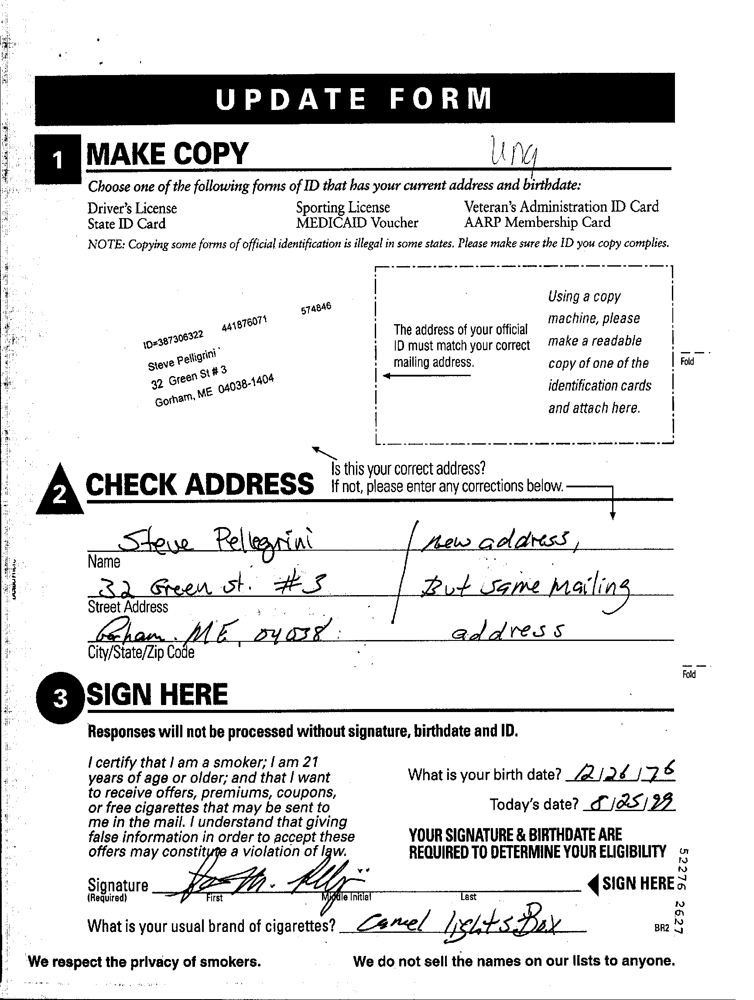 UPDATE FORM
1 MAKE COPY
Ung
Choose one of the following forms of ID that has your current address and birthdate:
Driver's License Sporting License Veteran's Administration ID Card
State ID Card MEDICAID Voucher AARP Membership Card
NOTE: Copying some forms of official identification is illegal in some states. Please make sure the ID you copy complies.
ID=387306322 441876071 574846
Steve Pelligrini
32 Green St # 3
Gorham, ME 04038-1404
The address of your official
ID must match your correct
mailing address.
Using a copy
machine, please
make a readable
copy of one of the
identification cards
and attach here.
Fold
2 CHECK ADDRESS
Is this your correct address?
If not, please enter any corrections below.
Steve Pellegrini
Name
new address,
32 Green st. #3
Street Address
But same mailing
Gorham. ME, 04038
City/State/Zip Code
address
Fold
3 SIGN HERE
Responses will not be processed without signature, birthdate and ID.
I certify that I am a smoker; I am 21
years of age or older; and that I want
to receive offers, premiums, coupons,
or free cigarettes that may be sent to
me in the mail. I understand that giving
false information in order to accept these
offers may constitute a violation of law.
What is your birth date? 12/26/76
Today's date? 8/25/99
YOUR SIGNATURE & BIRTHDATE ARE
REQUIRED TO DETERMINE YOUR ELIGIBILITY
Signature
(Required)
First Middle Initial Last
SIGN HERE
What is your usual brand of cigarettes? Camel lights Box
BR2
52276 2627
We respect the privacy of smokers. We do not sell the names on our lists to anyone.